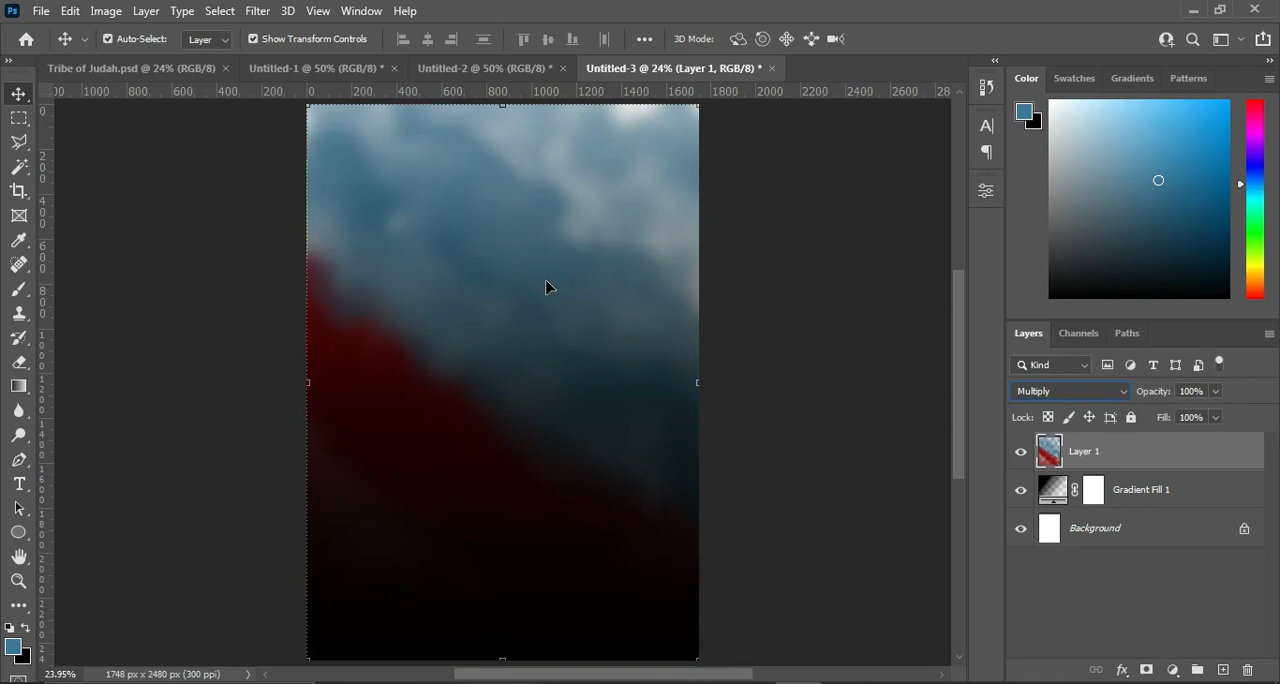 Ps File Edit Image Layer Type Select Filter 3D View Window Help
Auto-Select: Layer Show Transform Controls 3D Mode:
Tribe of Judah.psd @ 24% (RGB/8) × Untitled-1 @ 50% (RGB/8) * × Untitled-2 @ 50% (RGB/8) * × Untitled-3 @ 24% (Layer 1, RGB/8) * ×
1000 800 600 400 200 0 200 400 600 800 1000 1200 1400 1600 1800 2000 2200 2400 2600
Color Swatches Gradients Patterns
Layers Channels Paths
Kind
Multiply Opacity: 100%
Lock: Fill: 100%
Layer 1
Gradient Fill 1
Background
23.95% 1748 px x 2480 px (300 ppi)